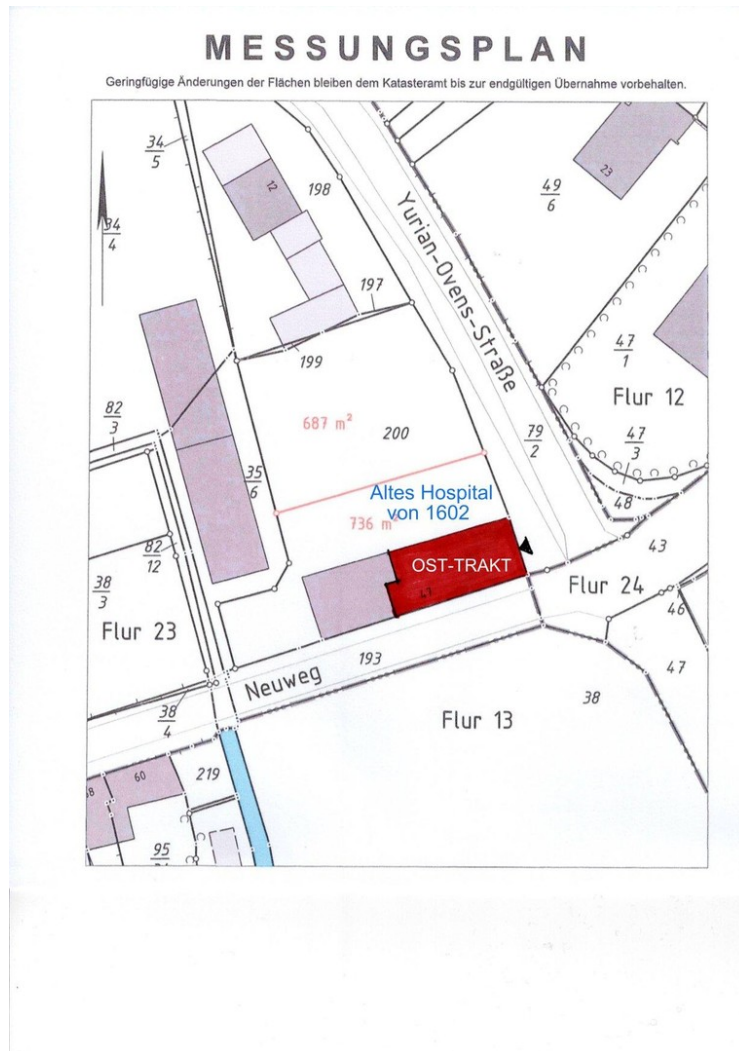 MESSUNGSPLAN
Geringfügige Änderungen der Flächen bleiben dem Katasteramt bis zur endgültigen Übernahme vorbehalten.
34
5
34
4
12
198
49
6
23
Yurian-Ovens-Straße
197
199
47
1
Flur 12
82
3
687 m²
200
79
2
47
3
35
6
Altes Hospital
von 1602
736 m²
48
43
82
12
OST-TRAKT
47
38
3
Flur 24
46
Flur 23
193
47
Neuweg
38
38
4
Flur 13
60
219
95